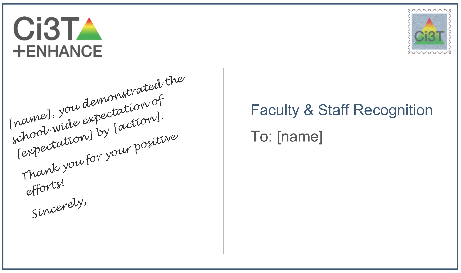 Ci3T
+ENHANCE
Ci3T
[name], you demonstrated the
school-wide expectation of
[expectation] by [action].
Thank you for your positive
efforts!
Sincerely,
Faculty & Staff Recognition
To: [name]